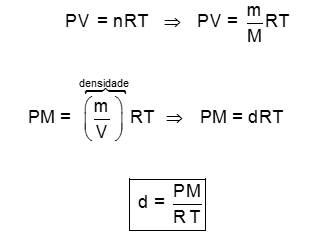 PV = nRT ⇒ PV = m/M RT
densidade
PM = (m/V) RT ⇒ PM = dRT
d = PM/RT